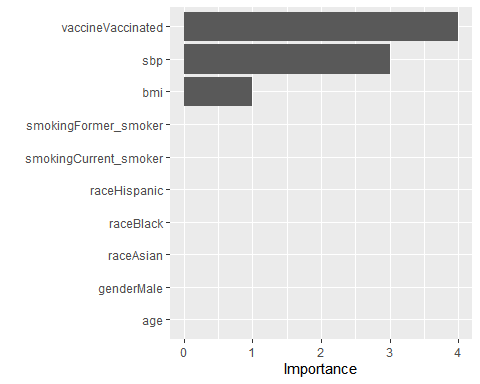 vaccineVaccinated
sbp
bmi
smokingFormer_smoker
smokingCurrent_smoker
raceHispanic
raceBlack
raceAsian
genderMale
age
0 1 2 3 4
Importance